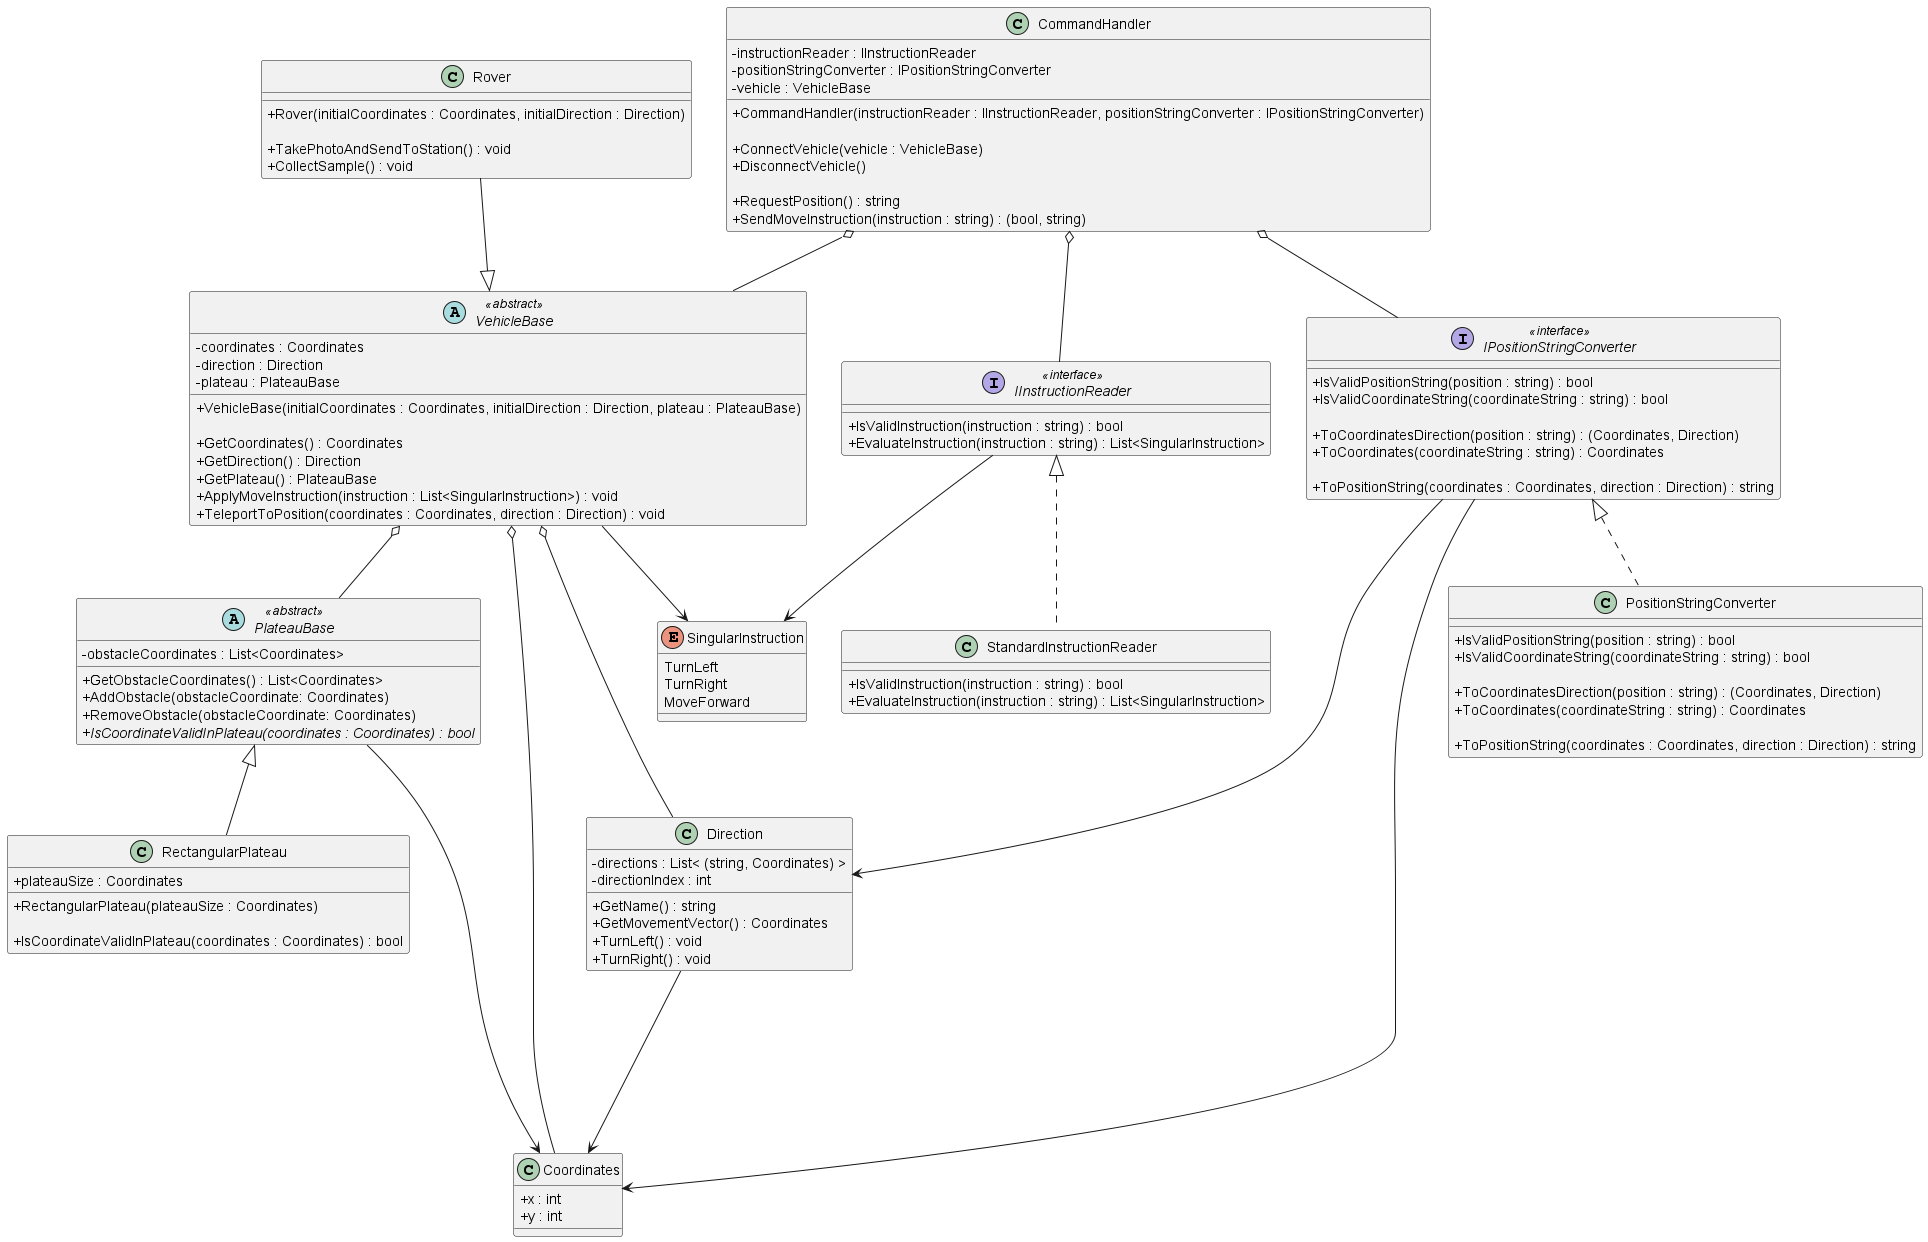 C CommandHandler
-instructionReader : IInstructionReader
-positionStringConverter : IPositionStringConverter
-vehicle : VehicleBase
+CommandHandler(instructionReader : IInstructionReader, positionStringConverter : IPositionStringConverter)
+ConnectVehicle(vehicle : VehicleBase)
+DisconnectVehicle()
+RequestPosition() : string
+SendMoveInstruction(instruction : string) : (bool, string)
C Rover
+Rover(initialCoordinates : Coordinates, initialDirection : Direction)
+TakePhotoAndSendToStation() : void
+CollectSample() : void
A «abstract»
VehicleBase
-coordinates : Coordinates
-direction : Direction
-plateau : PlateauBase
+VehicleBase(initialCoordinates : Coordinates, initialDirection : Direction, plateau : PlateauBase)
+GetCoordinates() : Coordinates
+GetDirection() : Direction
+GetPlateau() : PlateauBase
+ApplyMoveInstruction(instruction : List<SingularInstruction>) : void
+TeleportToPosition(coordinates : Coordinates, direction : Direction) : void
I «interface»
IInstructionReader
+IsValidInstruction(instruction : string) : bool
+EvaluateInstruction(instruction : string) : List<SingularInstruction>
I «interface»
IPositionStringConverter
+IsValidPositionString(position : string) : bool
+IsValidCoordinateString(coordinateString : string) : bool
+ToCoordinatesDirection(position : string) : (Coordinates, Direction)
+ToCoordinates(coordinateString : string) : Coordinates
+ToPositionString(coordinates : Coordinates, direction : Direction) : string
A «abstract»
PlateauBase
-obstacleCoordinates : List<Coordinates>
+GetObstacleCoordinates() : List<Coordinates>
+AddObstacle(obstacleCoordinate: Coordinates)
+RemoveObstacle(obstacleCoordinate: Coordinates)
+IsCoordinateValidInPlateau(coordinates : Coordinates) : bool
E SingularInstruction
TurnLeft
TurnRight
MoveForward
C StandardInstructionReader
+IsValidInstruction(instruction : string) : bool
+EvaluateInstruction(instruction : string) : List<SingularInstruction>
C PositionStringConverter
+IsValidPositionString(position : string) : bool
+IsValidCoordinateString(coordinateString : string) : bool
+ToCoordinatesDirection(position : string) : (Coordinates, Direction)
+ToCoordinates(coordinateString : string) : Coordinates
+ToPositionString(coordinates : Coordinates, direction : Direction) : string
C RectangularPlateau
+plateauSize : Coordinates
+RectangularPlateau(plateauSize : Coordinates)
+IsCoordinateValidInPlateau(coordinates : Coordinates) : bool
C Direction
-directions : List< (string, Coordinates) >
-directionIndex : int
+GetName() : string
+GetMovementVector() : Coordinates
+TurnLeft() : void
+TurnRight() : void
C Coordinates
+x : int
+y : int